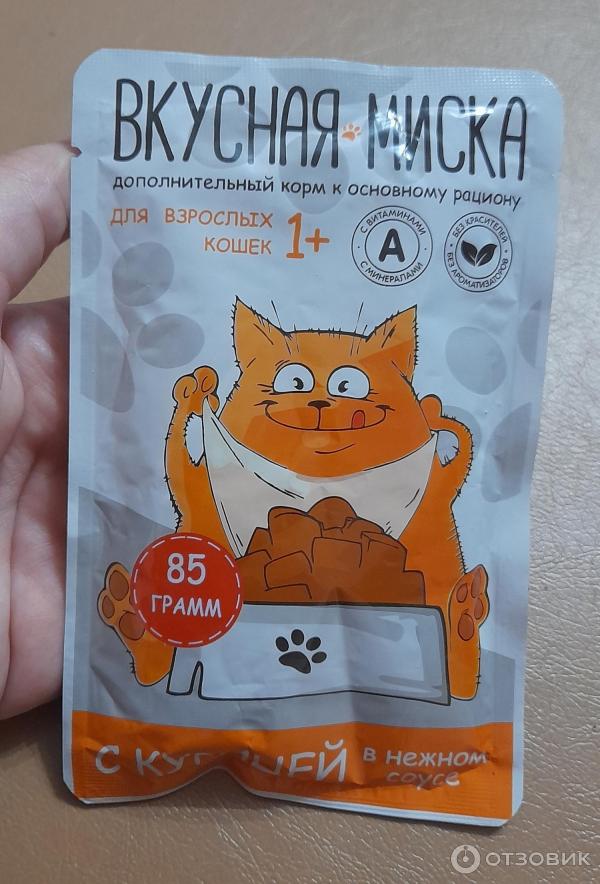 ВКУСНАЯ МИСКА
дополнительный корм к основному рациону
для взрослых
кошек 1+
С ВИТАМИНАМИ
А
С МИНЕРАЛАМИ
БЕЗ КРАСИТЕЛЕЙ
БЕЗ АРОМАТИЗАТОРОВ
85
ГРАММ
С КУРИЦЕЙ в нежном
соусе
ОТЗОВИК